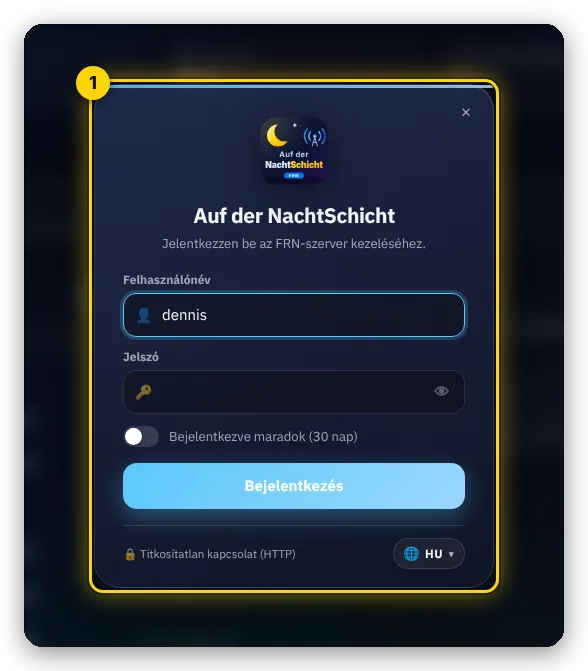 1
×
Auf der
NachtSchicht
FRN
Auf der NachtSchicht
Jelentkezzen be az FRN-szerver kezeléséhez.
Felhasználónév
dennis
Jelszó
Bejelentkezve maradok (30 nap)
Bejelentkezés
Titkosítatlan kapcsolat (HTTP)
HU